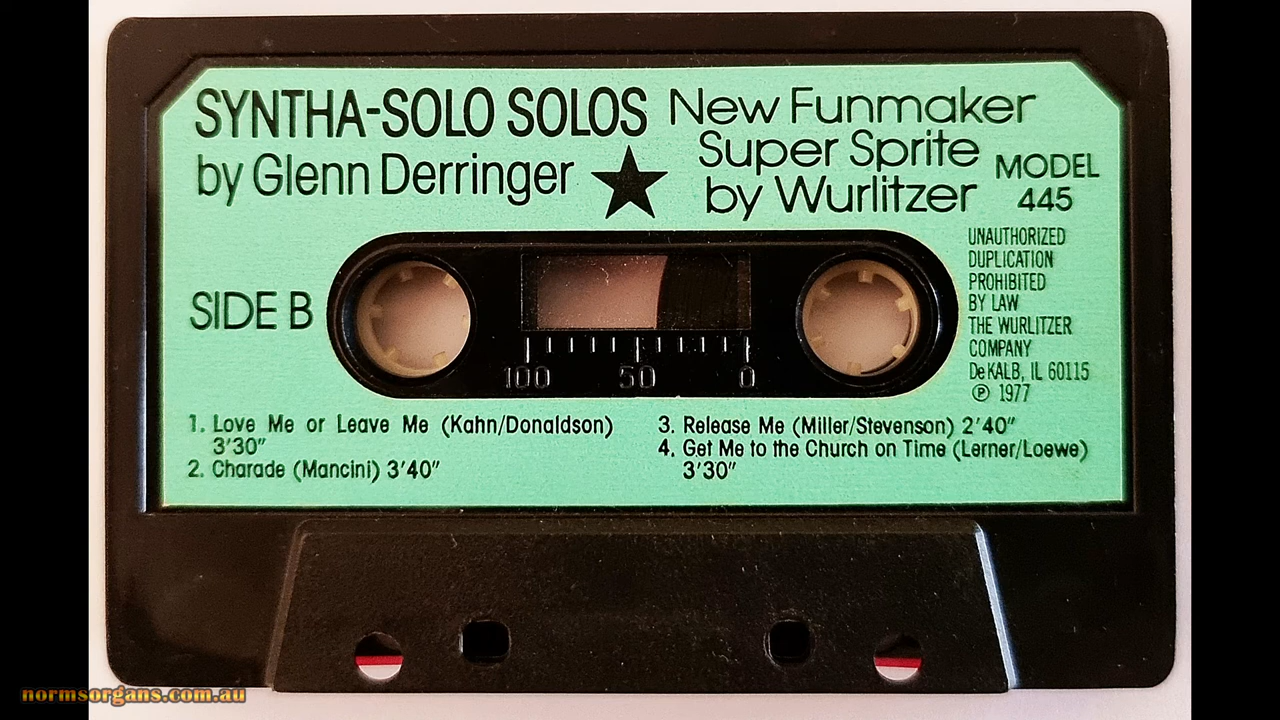 SYNTHA-SOLO SOLOS
by Glenn Derringer
New Funmaker
Super Sprite
by Wurlitzer
MODEL
445
UNAUTHORIZED
DUPLICATION
PROHIBITED
BY LAW
THE WURLITZER
COMPANY
De KALB, IL 60115
℗ 1977
SIDE B
100 50 0
1. Love Me or Leave Me (Kahn/Donaldson)
3'30"
2. Charade (Mancini) 3'40"
3. Release Me (Miller/Stevenson) 2'40"
4. Get Me to the Church on Time (Lerner/Loewe)
3'30"
normsorgans.com.au